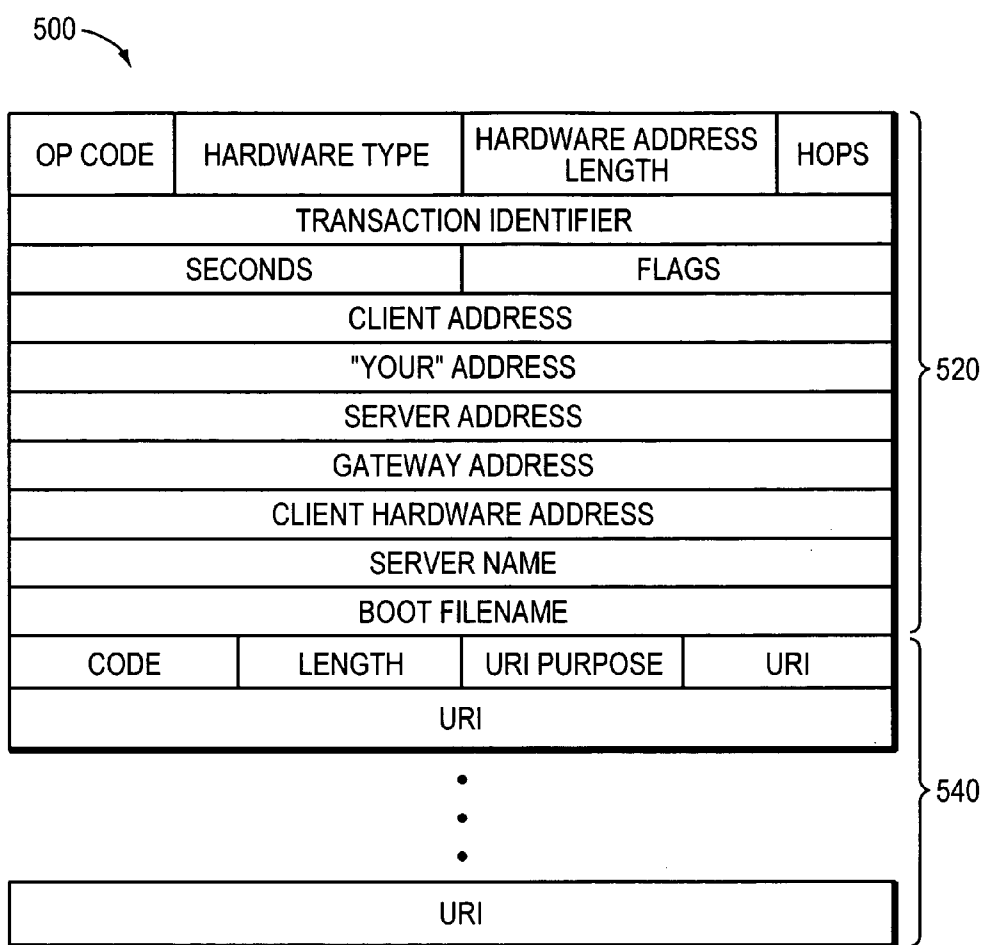 500
OP CODE HARDWARE TYPE HARDWARE ADDRESS LENGTH HOPS
TRANSACTION IDENTIFIER
SECONDS FLAGS
CLIENT ADDRESS
"YOUR" ADDRESS
520
SERVER ADDRESS
GATEWAY ADDRESS
CLIENT HARDWARE ADDRESS
SERVER NAME
BOOT FILENAME
CODE LENGTH URI PURPOSE URI
URI
540
URI